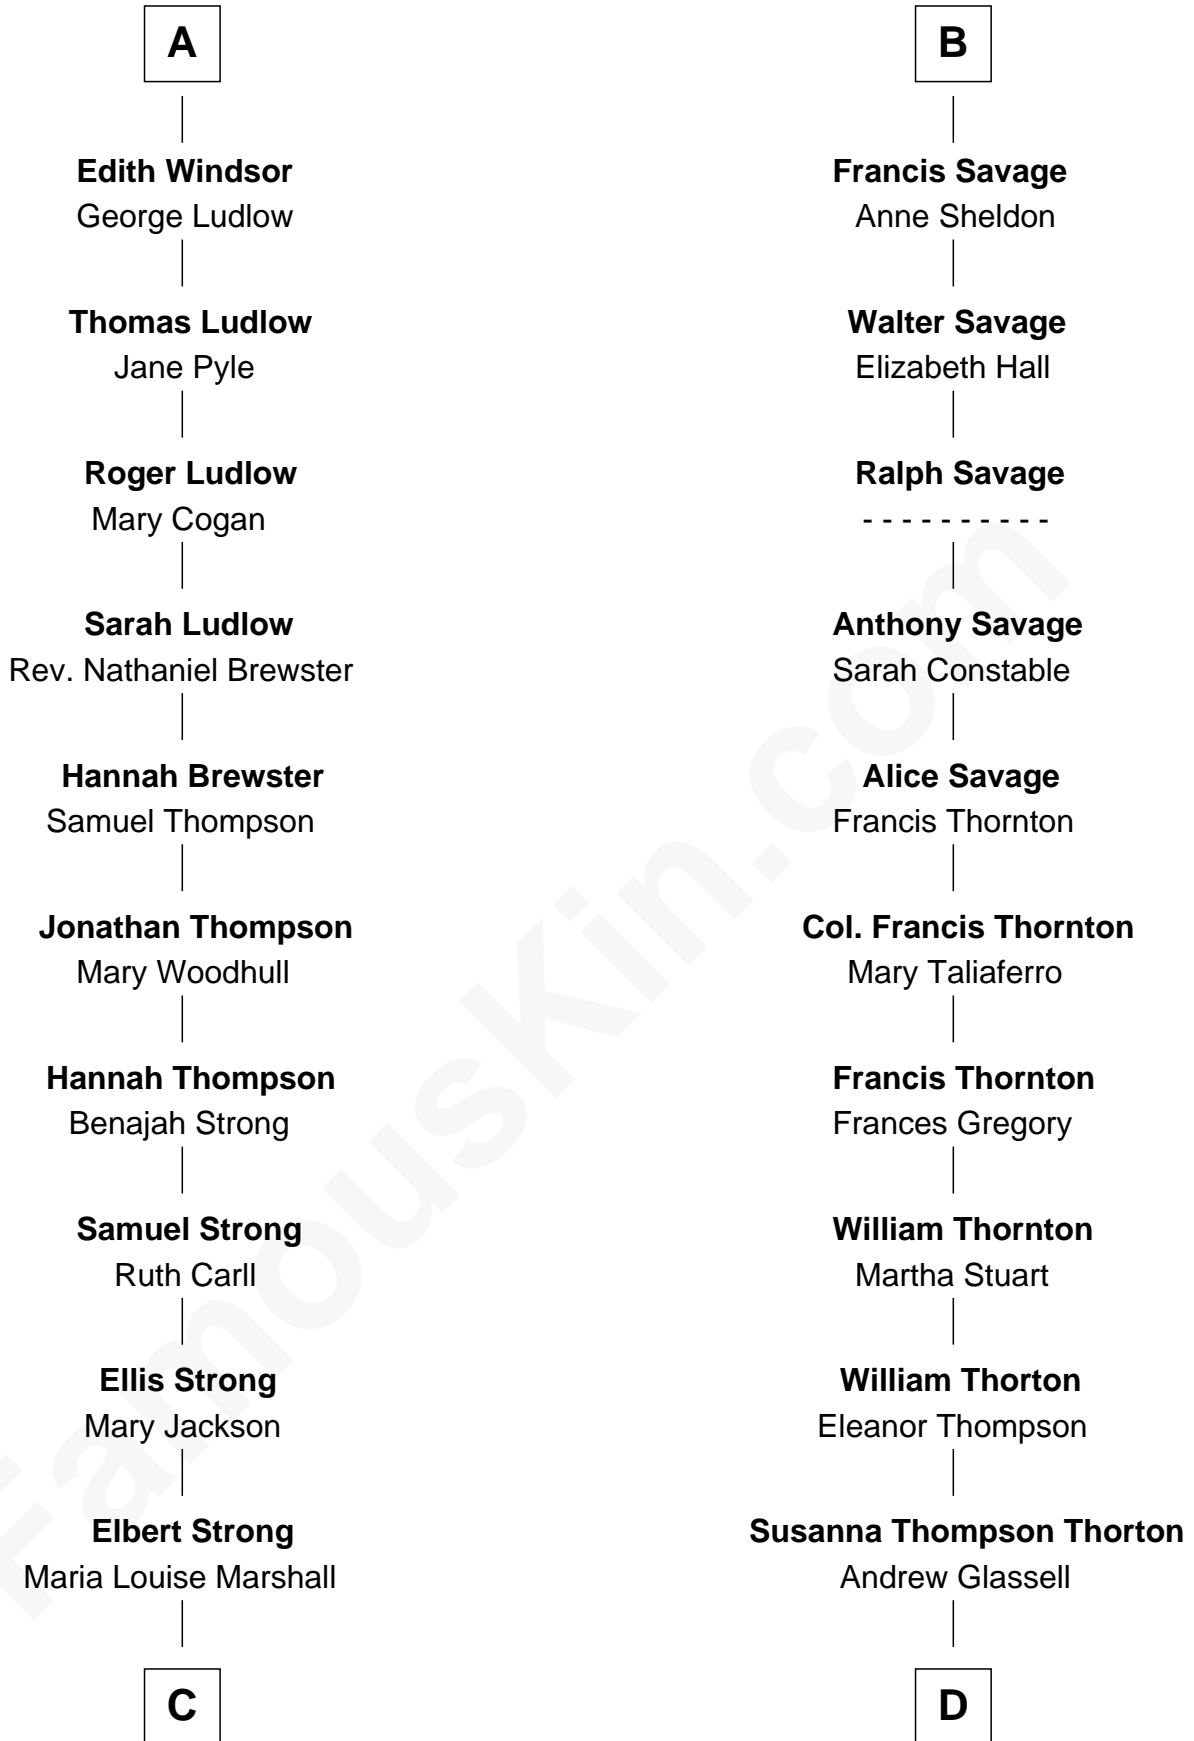 A
Edith Windsor
George Ludlow
Thomas Ludlow
Jane Pyle
Roger Ludlow
Mary Cogan
Sarah Ludlow
Rev. Nathaniel Brewster
Hannah Brewster
Samuel Thompson
Jonathan Thompson
Mary Woodhull
Hannah Thompson
Benajah Strong
Samuel Strong
Ruth Carll
Ellis Strong
Mary Jackson
Elbert Strong
Maria Louise Marshall
C
B
Francis Savage
Anne Sheldon
Walter Savage
Elizabeth Hall
Ralph Savage
- - - - - - - - - -
Anthony Savage
Sarah Constable
Alice Savage
Francis Thornton
Col. Francis Thornton
Mary Taliaferro
Francis Thornton
Frances Gregory
William Thornton
Martha Stuart
William Thorton
Eleanor Thompson
Susanna Thompson Thorton
Andrew Glassell
D
FamousKin.com